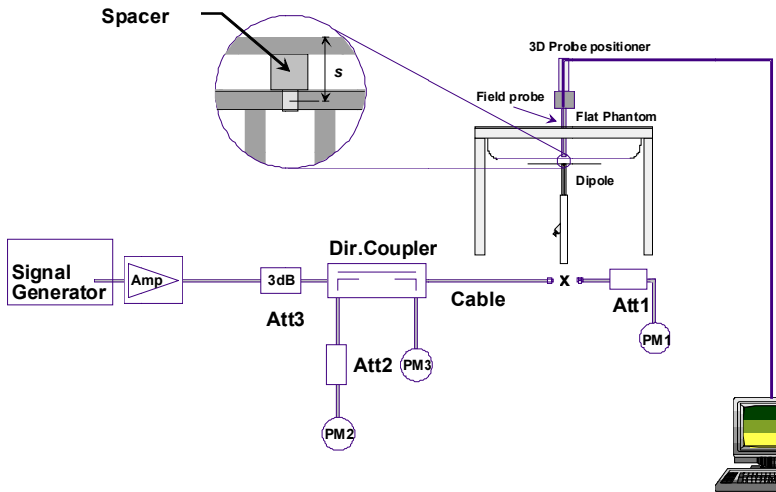 Spacer
s
3D Probe positioner
Field probe
Flat Phantom
Dipole
Signal
Generator
Amp
3dB
Att3
Dir.Coupler
Cable
x
Att1
PM1
Att2
PM3
PM2